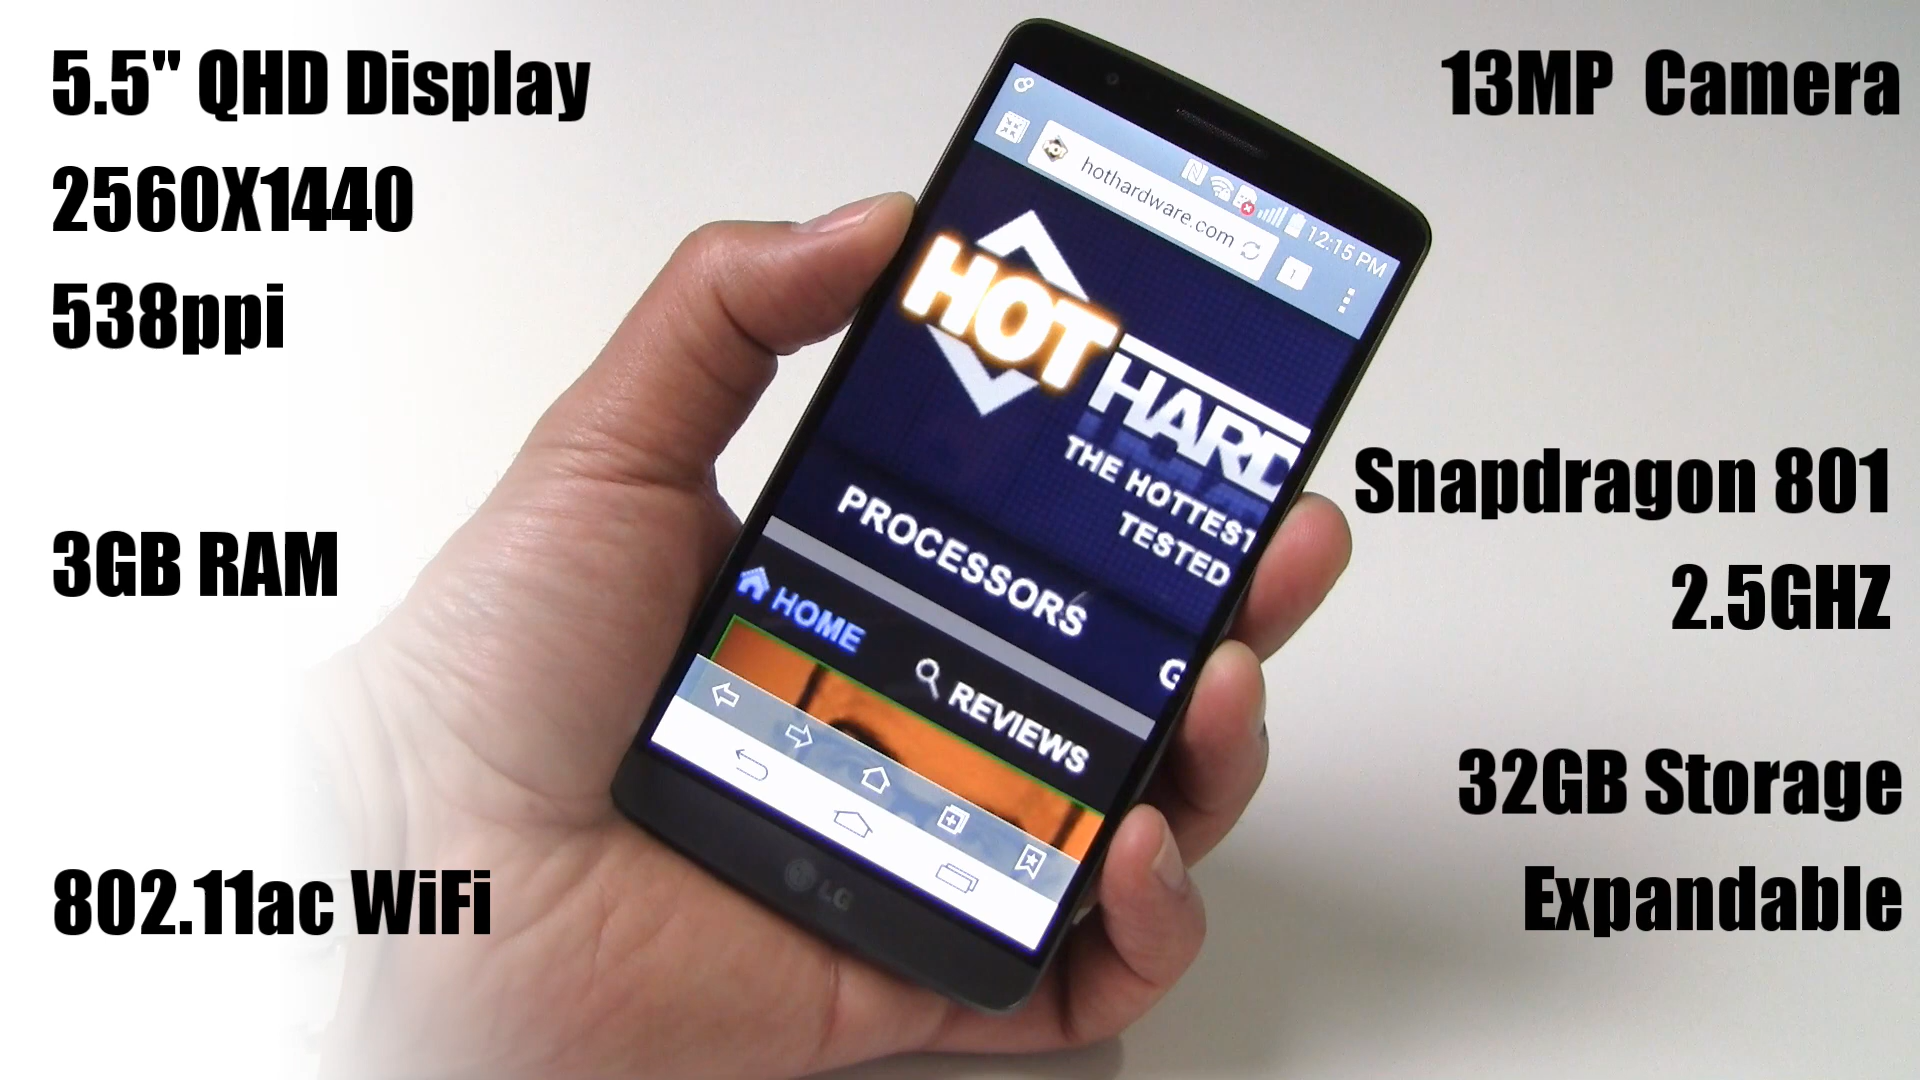 5.5" QHD Display
2560X1440
538ppi
3GB RAM
802.11ac WiFi
13MP Camera
Snapdragon 801
2.5GHZ
32GB Storage
Expandable
12:15 PM
hothardware.com
1
HOT
HARD
THE HOTTEST
TESTED
PROCESSORS
G
HOME
REVIEWS
LG